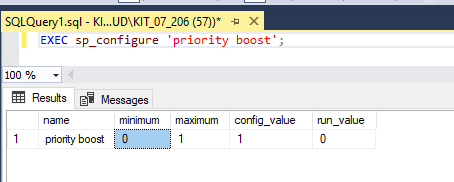 SQLQuery1.sql - KI...UD\KIT_07_206 (57))*
EXEC sp_configure 'priority boost';
100 %
Results Messages
name minimum maximum config_value run_value
1 priority boost 0 1 1 0